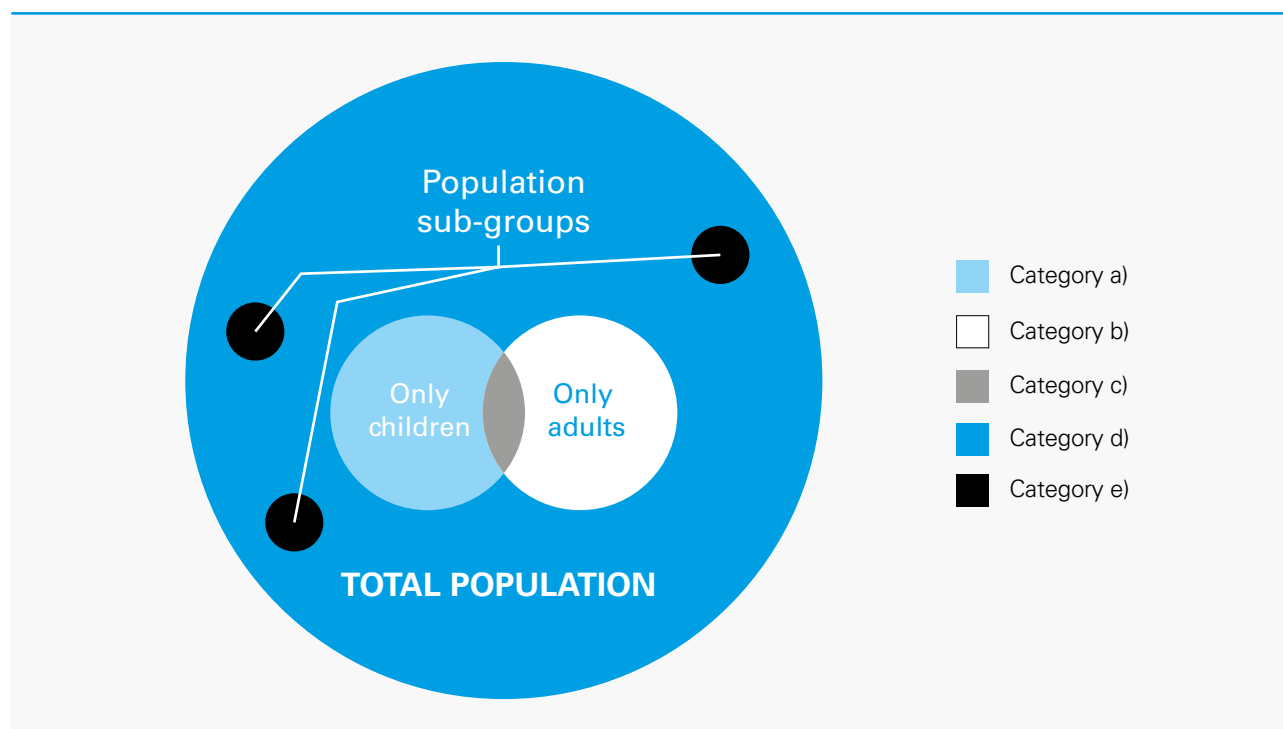 Population
sub-groups
Only
children
Only
adults
TOTAL POPULATION
Category a)
Category b)
Category c)
Category d)
Category e)